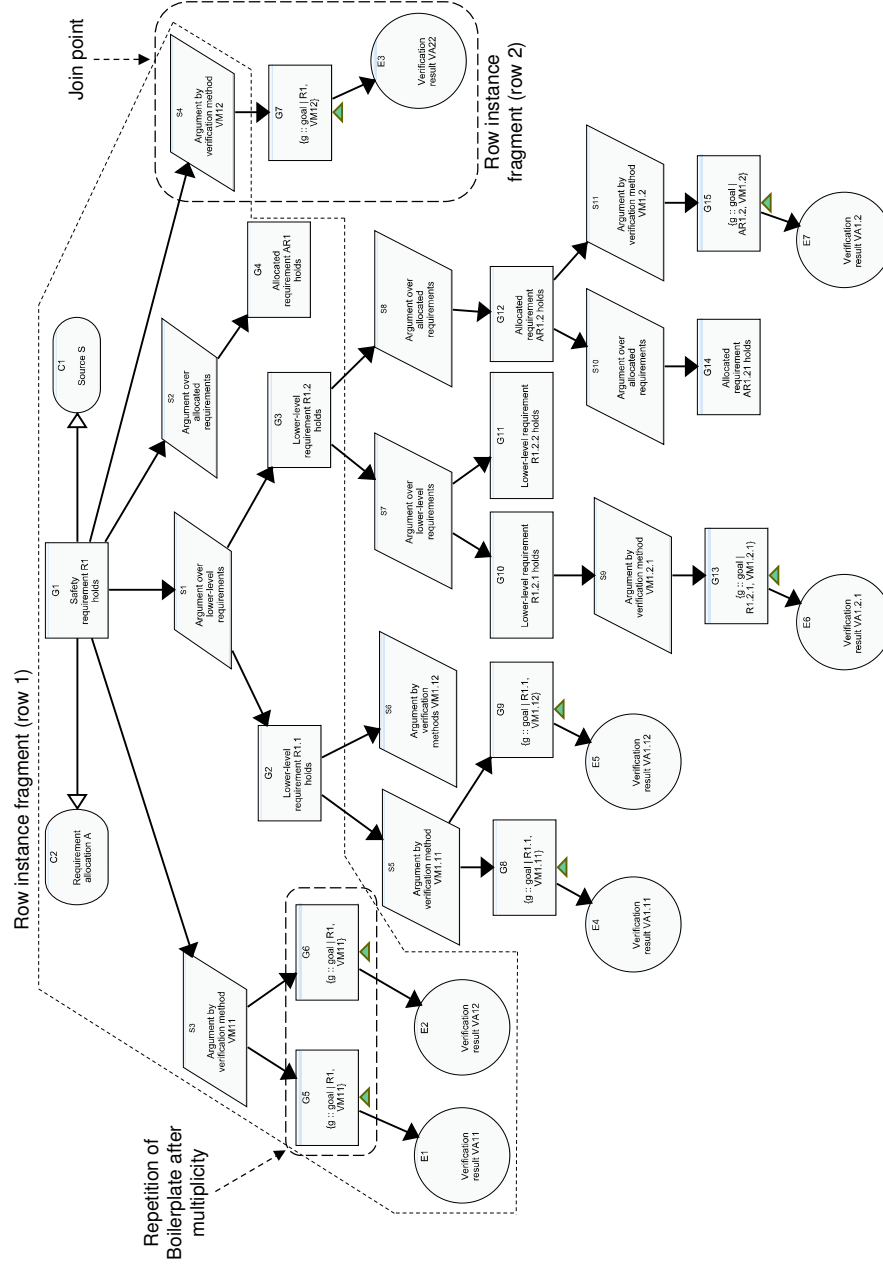 Row instance fragment (row 1)
Join point
C2
Requirement
allocation A
G1
Safety
requirement R1
holds
C1
Source S
S3
Argument by
verification method
VM11
S1
Argument over
lower-level
requirements
S2
Argument over
allocated
requirements
S4
Argument by
verification method
VM12
Repetition of
Boilerplate after
multiplicity
G5
{g :: goal | R1,
VM11}
G6
{g :: goal | R1,
VM11}
G2
Lower-level
requirement R1.1
holds
G3
Lower-level
requirement R1.2
holds
G4
Allocated
requirement AR1
holds
G7
{g :: goal | R1,
VM12}
E1
Verification
result VA11
E2
Verification
result VA12
S5
Argument by
verification method
VM1.11
S6
Argument by
verification
methods VM1.12
S7
Argument over
lower-level
requirements
S8
Argument over
allocated
requirements
E3
Verification
result VA22
Row instance
fragment (row 2)
G8
{g :: goal | R1.1,
VM1.11}
G9
{g :: goal | R1.1,
VM1.12}
G10
Lower-level requirement
R1.2.1 holds
G11
Lower-level requirement
R1.2.2 holds
G12
Allocated
requirement
AR1.2 holds
E4
Verification
result VA1.11
E5
Verification
result VA1.12
S9
Argument by
verification method
VM1.2.1
S10
Argument over
allocated
requirements
S11
Argument by
verification method
VM1.2
G13
{g :: goal |
R1.2.1, VM1.2.1}
G14
Allocated
requirement
AR1.21 holds
G15
{g :: goal |
AR1.2, VM1.2}
E6
Verification
result VA1.2.1
E7
Verification
result VA1.2